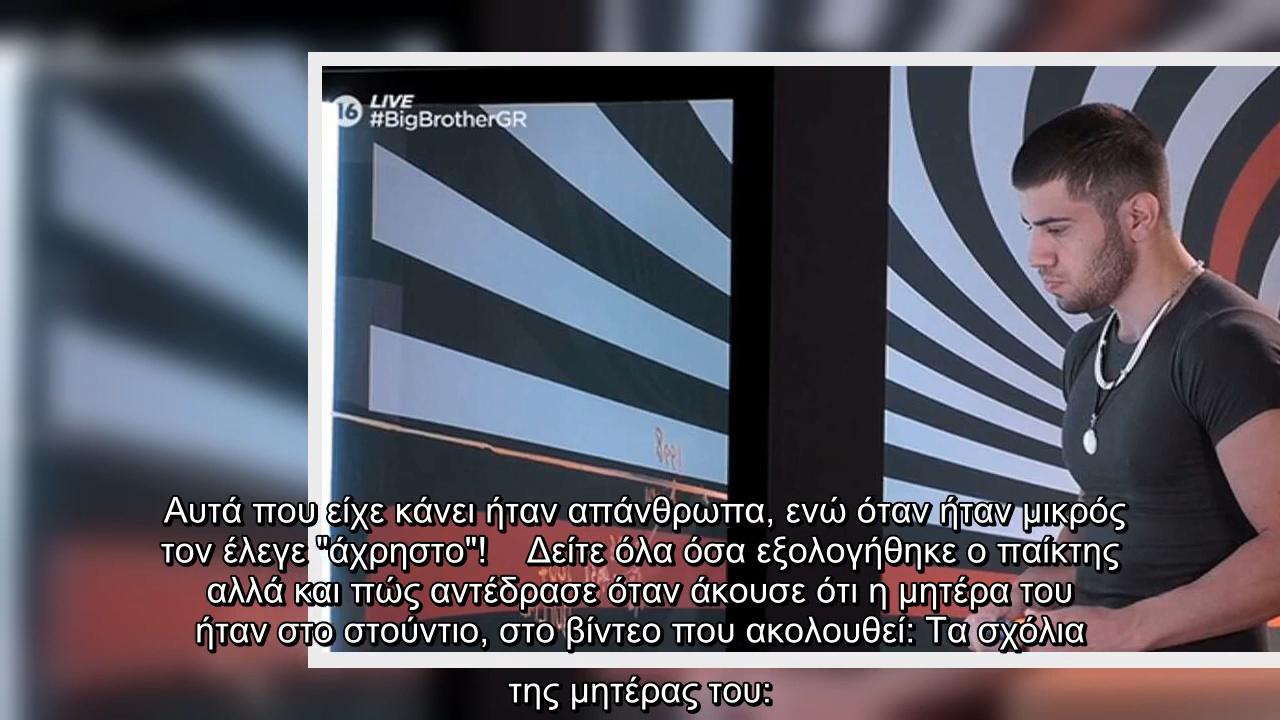 16 LIVE
#BigBrotherGR
Αυτά που είχε κάνει ήταν απάνθρωπα, ενώ όταν ήταν μικρός
τον έλεγε "άχρηστο"! Δείτε όλα όσα εξολογήθηκε ο παίκτης
αλλά και πώς αντέδρασε όταν άκουσε ότι η μητέρα του
ήταν στο στούντιο, στο βίντεο που ακολουθεί: Τα σχόλια
της μητέρας του: